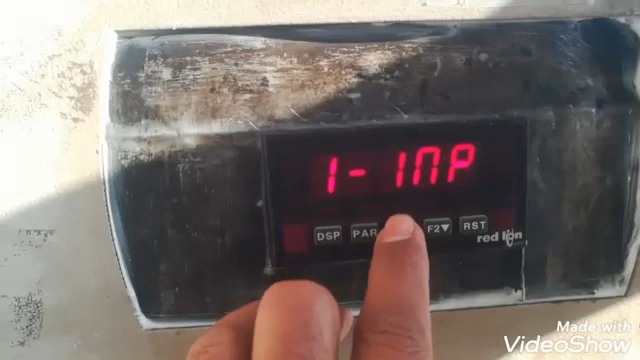 1-INP
DSP PAR F2▼ RST
red lion
Made with
VideoShow